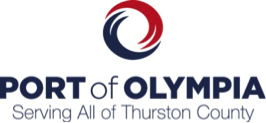 PORT of OLYMPIA
Serving All of Thurston County